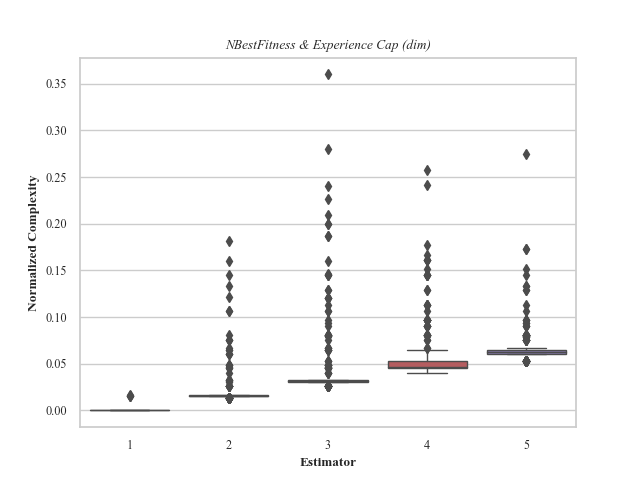 NBestFitness & Experience Cap (dim)
Normalized Complexity
0.35
0.30
0.25
0.20
0.15
0.10
0.05
0.00
1 2 3 4 5
Estimator